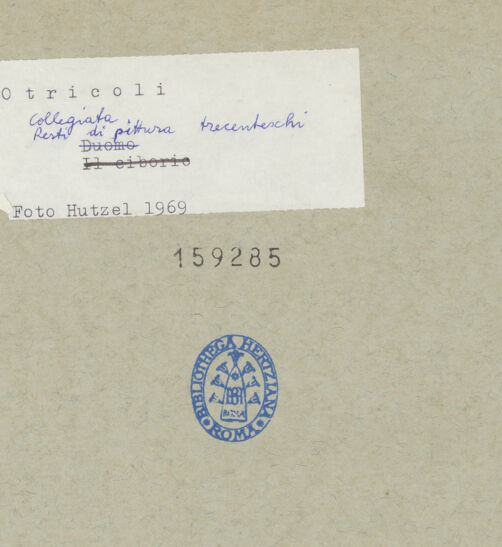 O t r i c o l i
Collegiata
Resti di pittura trecenteschi
Duomo
Il ciborio
Foto Hutzel 1969
159285
BIBLIOTHECA HERTZIANA
ROMA